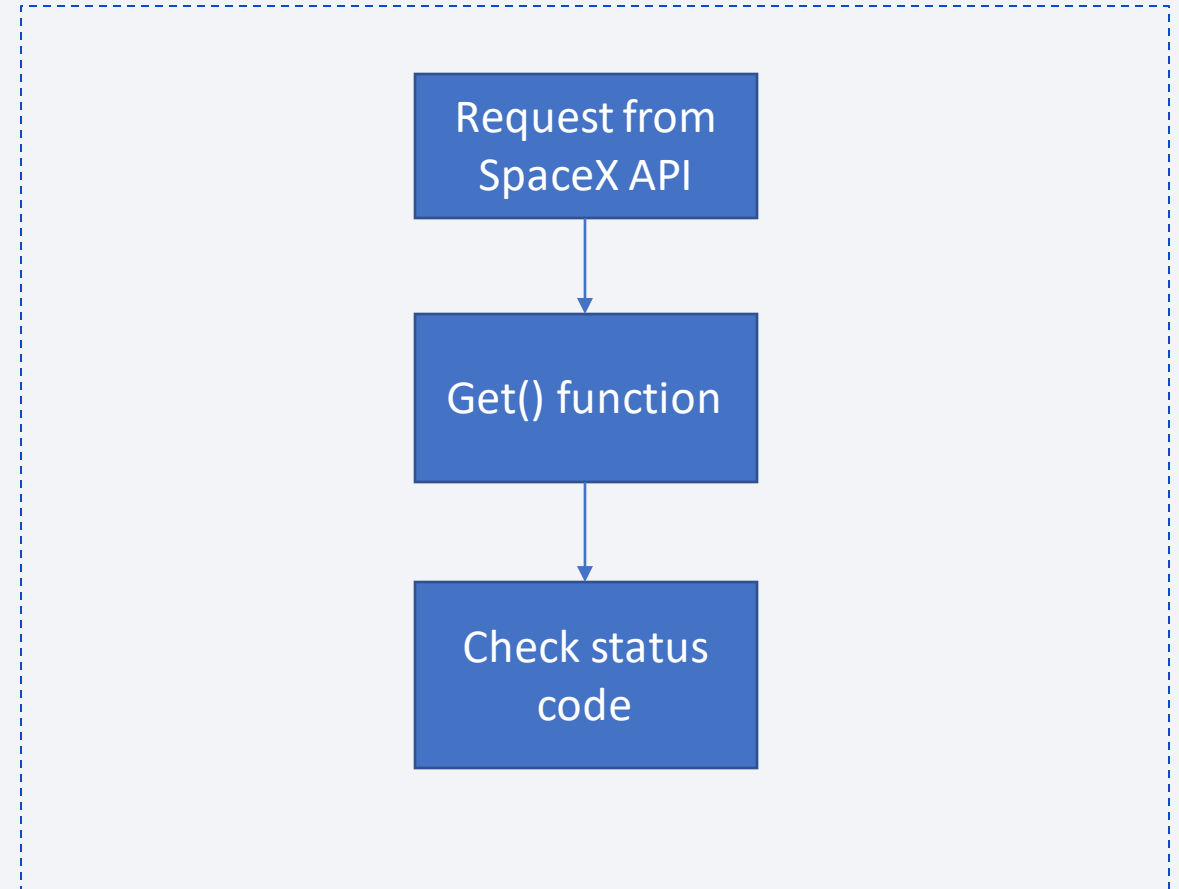 Request from
SpaceX API
Get() function
Check status
code